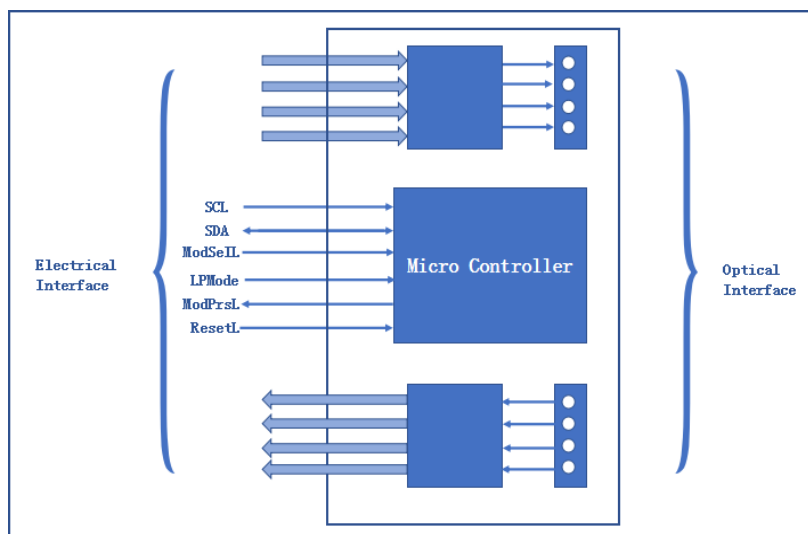 SCL
SDA
ModSelL
LPMode
ModPrsL
ResetL
Electrical
Interface
Micro Controller
Optical
Interface